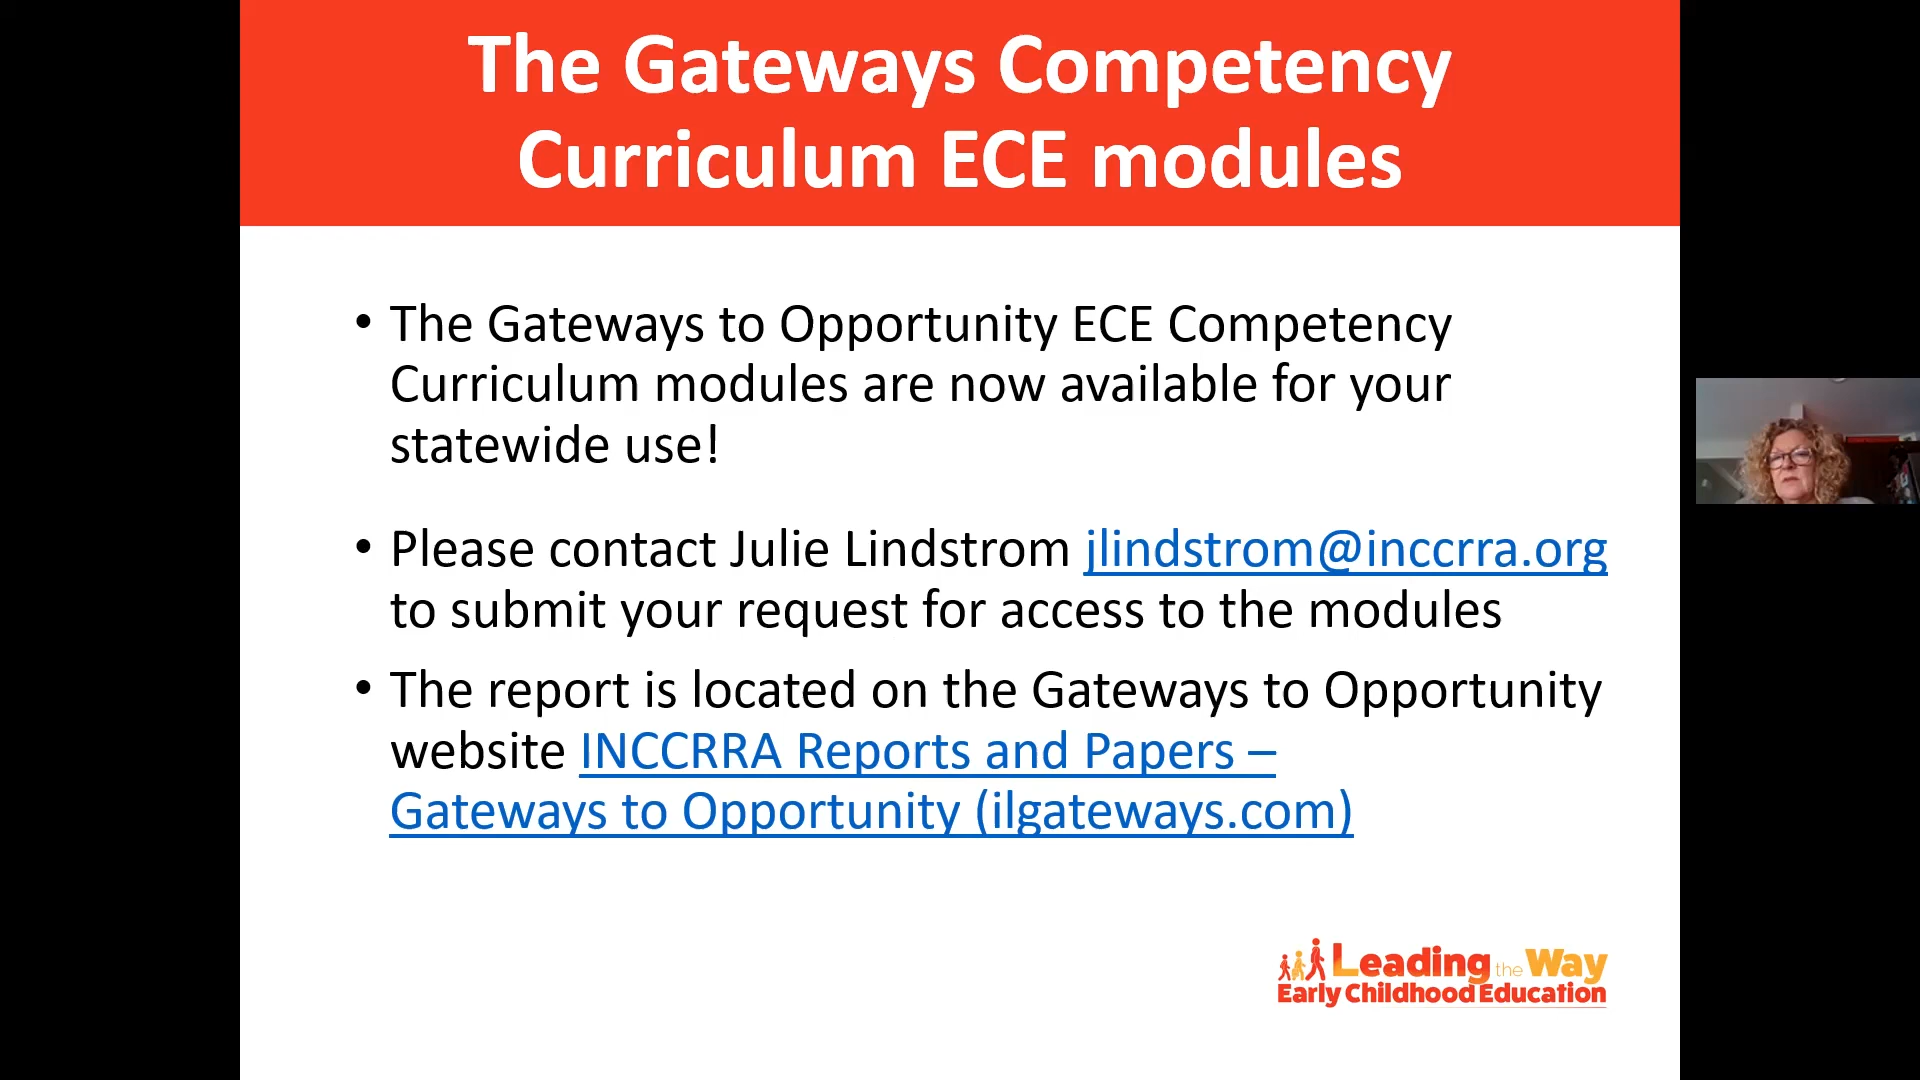 The Gateways Competency
Curriculum ECE modules
• The Gateways to Opportunity ECE Competency
Curriculum modules are now available for your
statewide use!
• Please contact Julie Lindstrom jlindstrom@inccrra.org
to submit your request for access to the modules
• The report is located on the Gateways to Opportunity
website INCCRRA Reports and Papers –
Gateways to Opportunity (ilgateways.com)
Leading the Way
Early Childhood Education